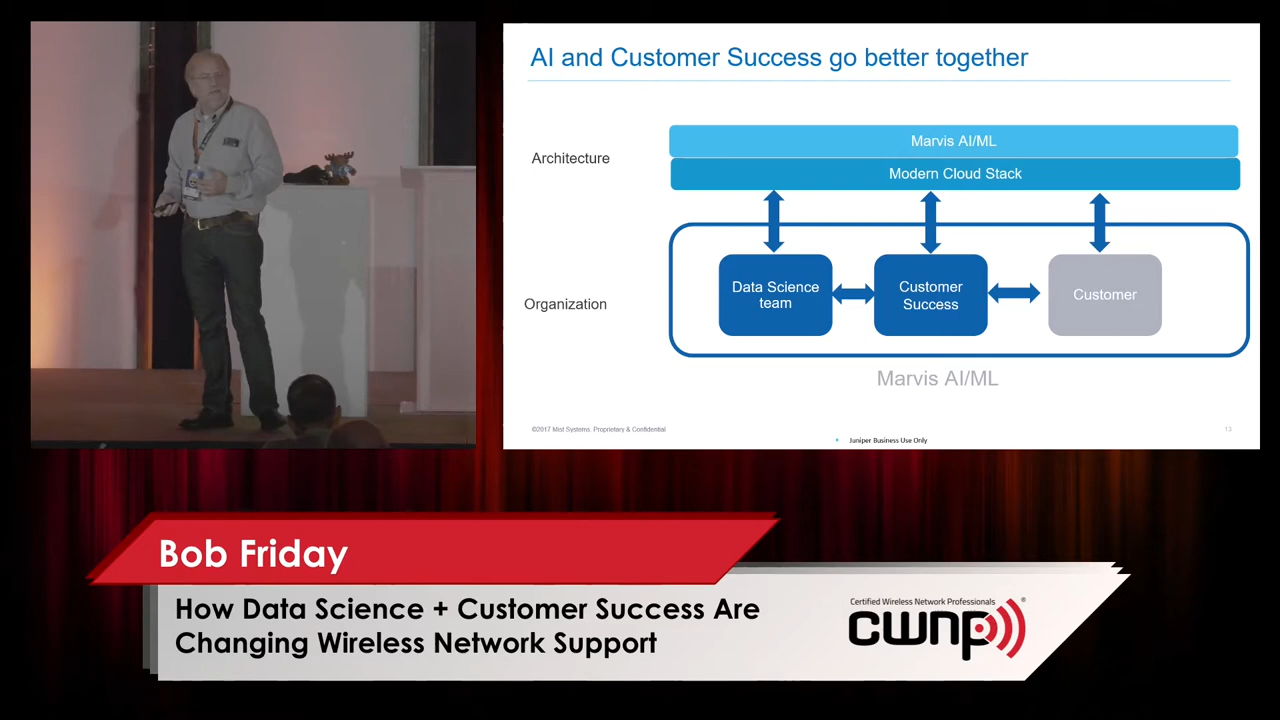 AI and Customer Success go better together
Architecture
Marvis AI/ML
Modern Cloud Stack
Organization
Data Science
team
Customer
Success
Customer
Marvis AI/ML
©2017 Mist Systems. Proprietary & Confidential
13
• Juniper Business Use Only
Bob Friday
How Data Science + Customer Success Are
Changing Wireless Network Support
Certified Wireless Network Professionals
cwnp®